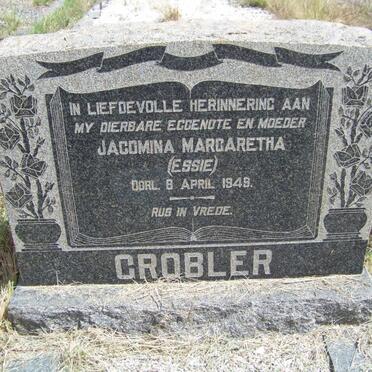 IN LIEFDEVOLLE HERINNERING AAN
MY DIERBARE EGGENOTE EN MOEDER
JACOMINA MARGARETHA
(ESSIE)
OORL. 6 APRIL 1949.
RUS IN VREDE.
GROBLER